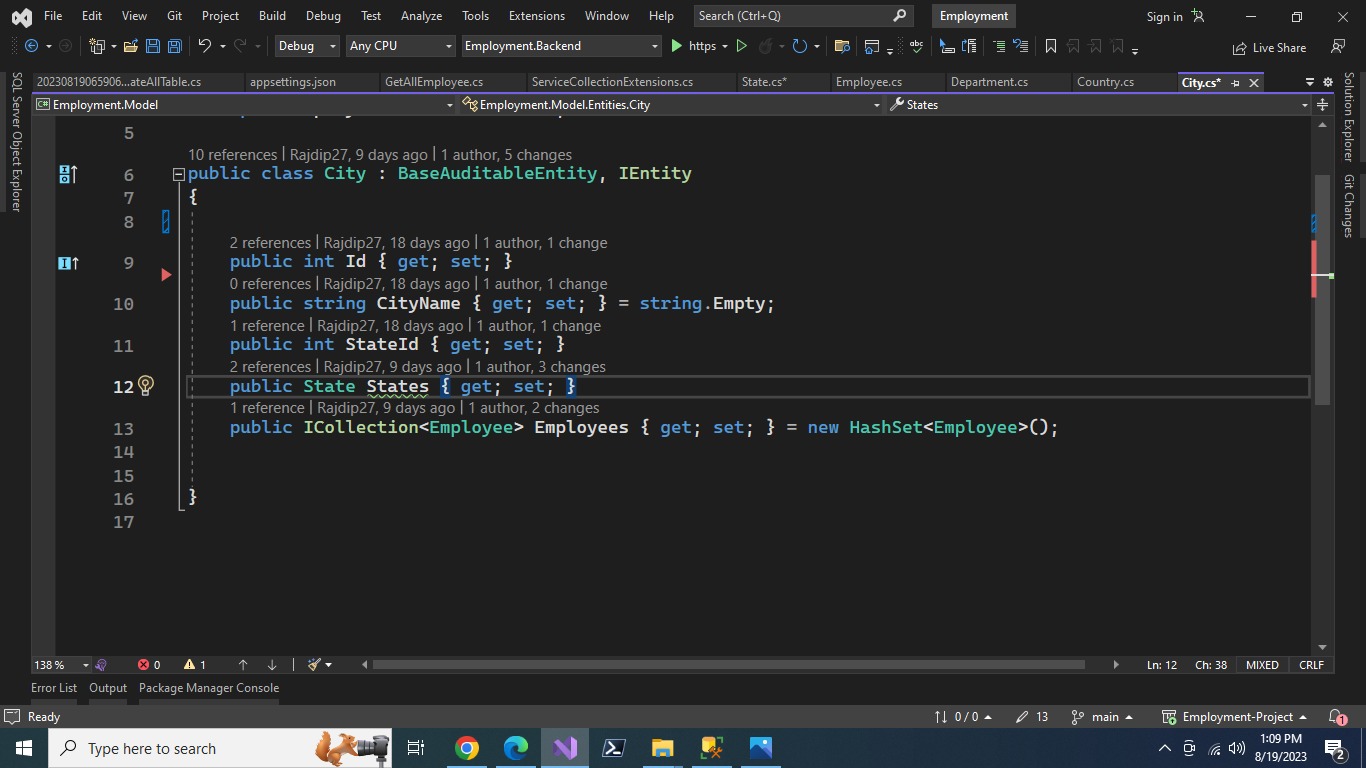 File Edit View Git Project Build Debug Test Analyze Tools Extensions Window Help Search (Ctrl+Q) Employment Sign in
Debug Any CPU Employment.Backend https Live Share
20230819065906...ateAllTable.cs appsettings.json GetAllEmployee.cs ServiceCollectionExtensions.cs State.cs* Employee.cs Department.cs Country.cs City.cs*
Employment.Model Employment.Model.Entities.City States
SQL Server Object Explorer
Solution Explorer
Git Changes
5
10 references | Rajdip27, 9 days ago | 1 author, 5 changes
6 public class City : BaseAuditableEntity, IEntity
7 {
8
2 references | Rajdip27, 18 days ago | 1 author, 1 change
9 public int Id { get; set; }
0 references | Rajdip27, 18 days ago | 1 author, 1 change
10 public string CityName { get; set; } = string.Empty;
1 reference | Rajdip27, 18 days ago | 1 author, 1 change
11 public int StateId { get; set; }
2 references | Rajdip27, 9 days ago | 1 author, 3 changes
12 public State States { get; set; }
1 reference | Rajdip27, 9 days ago | 1 author, 2 changes
13 public ICollection<Employee> Employees { get; set; } = new HashSet<Employee>();
14
15
16 }
17
138 % 0 1 Ln: 12 Ch: 38 MIXED CRLF
Error List Output Package Manager Console
Ready 0 / 0 13 main Employment-Project 1
Type here to search 1:09 PM
8/19/2023 2